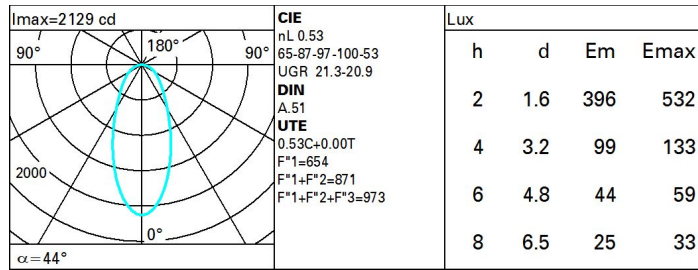 Imax=2129 cd
90°
180°
90°
2000
0°
α=44°
CIE
nL 0.53
65-87-97-100-53
UGR 21.3-20.9
DIN
A.51
UTE
0.53C+0.00T
F"1=654
F"1+F"2=871
F"1+F"2+F"3=973
Lux
h d Em Emax
2 1.6 396 532
4 3.2 99 133
6 4.8 44 59
8 6.5 25 33